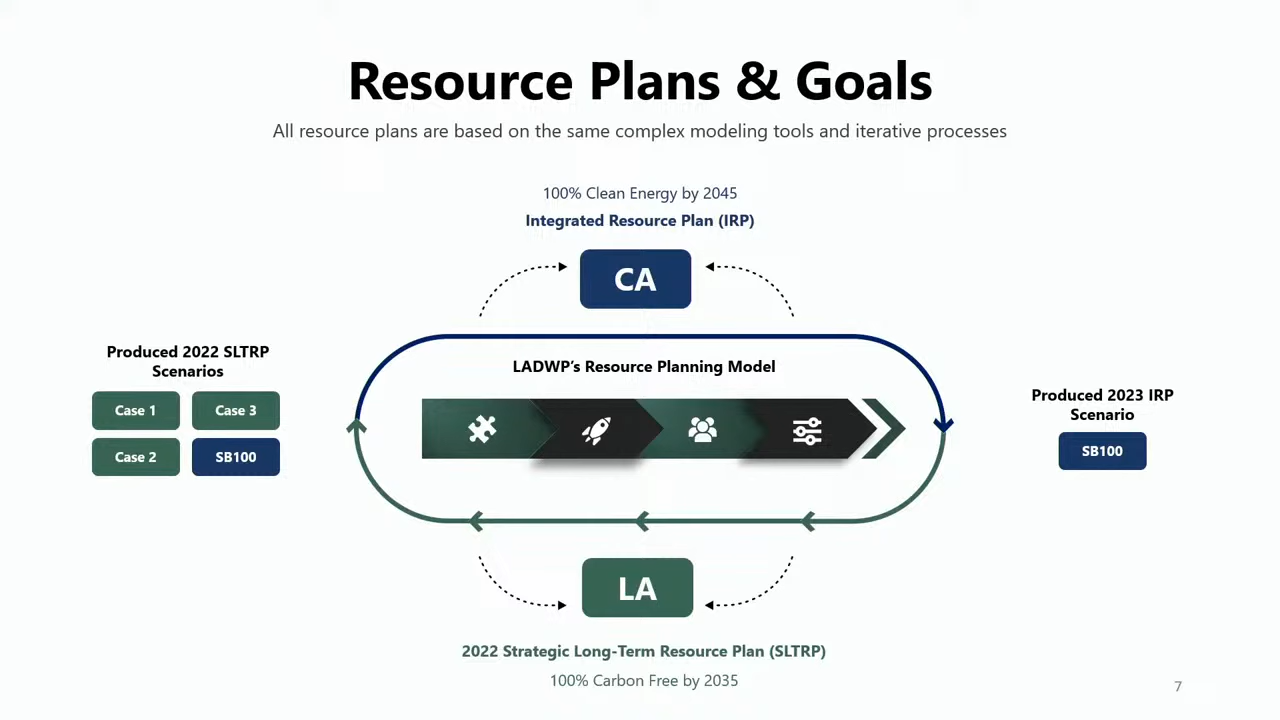 Resource Plans & Goals
All resource plans are based on the same complex modeling tools and iterative processes
100% Clean Energy by 2045
Integrated Resource Plan (IRP)
CA
Produced 2022 SLTRP
Scenarios
Case 1
Case 3
Case 2
SB100
LADWP’s Resource Planning Model
Produced 2023 IRP
Scenario
SB100
LA
2022 Strategic Long-Term Resource Plan (SLTRP)
100% Carbon Free by 2035
7